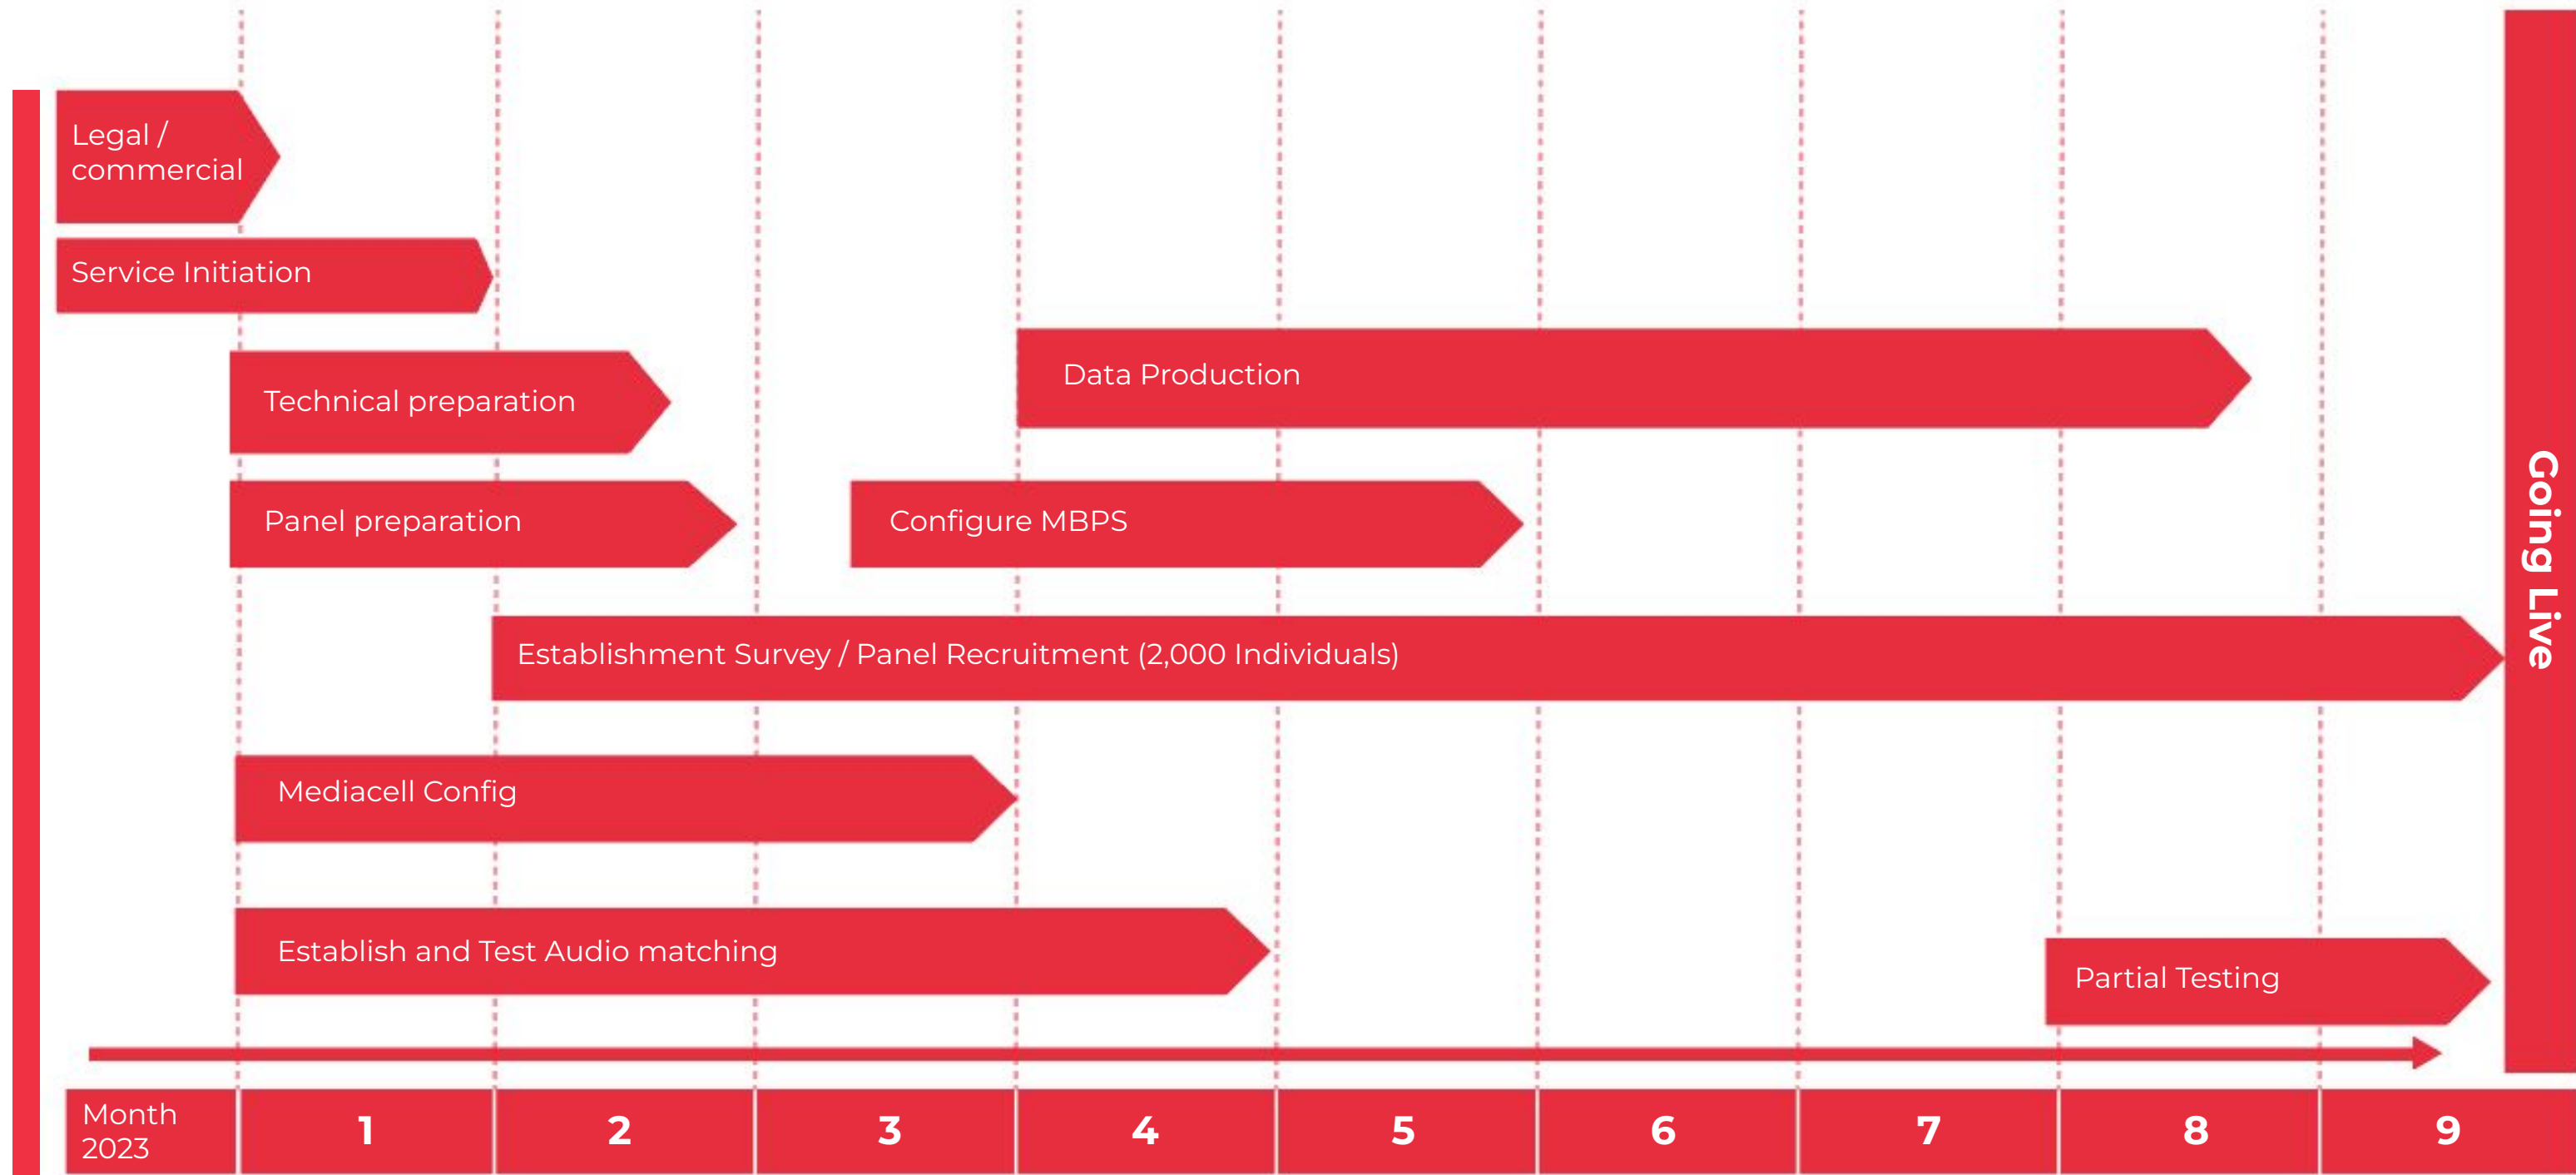 Legal /
commercial
Service Initiation
Technical preparation
Data Production
Panel preparation
Configure MBPS
Establishment Survey / Panel Recruitment (2,000 Individuals)
Mediacell Config
Establish and Test Audio matching
Partial Testing
Going Live
Month
2023
1
2
3
4
5
6
7
8
9